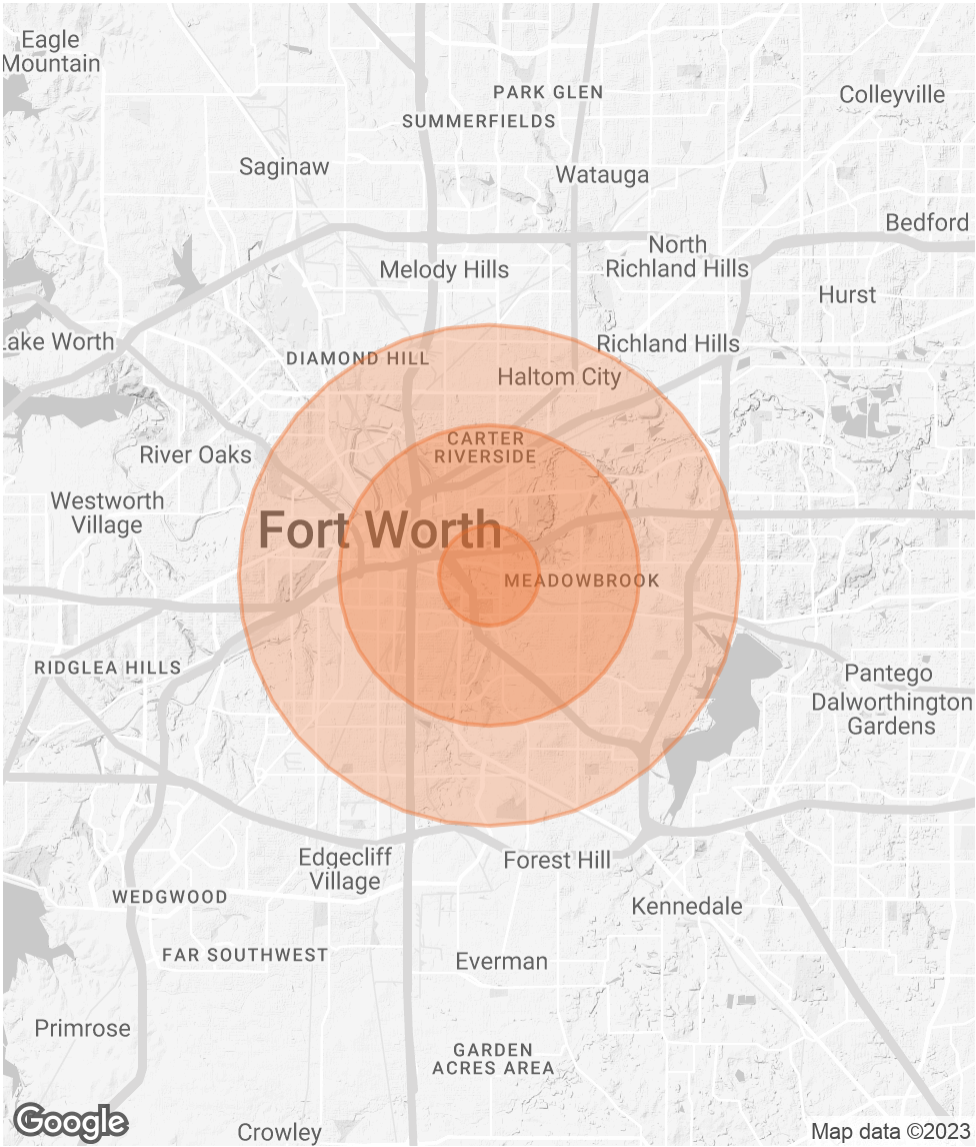 Eagle
Mountain
PARK GLEN
Colleyville
SUMMERFIELDS
Saginaw
Watauga
Bedford
North
Richland Hills
Melody Hills
Hurst
Lake Worth
Richland Hills
DIAMOND HILL
Haltom City
CARTER
RIVERSIDE
River Oaks
Westworth
Village
Fort Worth
MEADOWBROOK
RIDGLEA HILLS
Pantego
Dalworthington
Gardens
Edgecliff
Village
Forest Hill
WEDGWOOD
Kennedale
FAR SOUTHWEST
Everman
Primrose
GARDEN
ACRES AREA
Google
Crowley
Map data ©2023